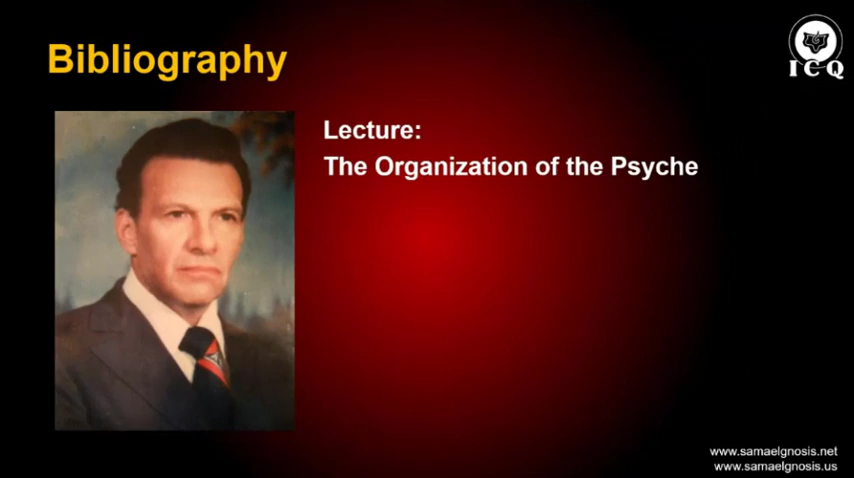 Bibliography
ICQ
Lecture:
The Organization of the Psyche
www.samaelgnosis.net
www.samaelgnosis.us